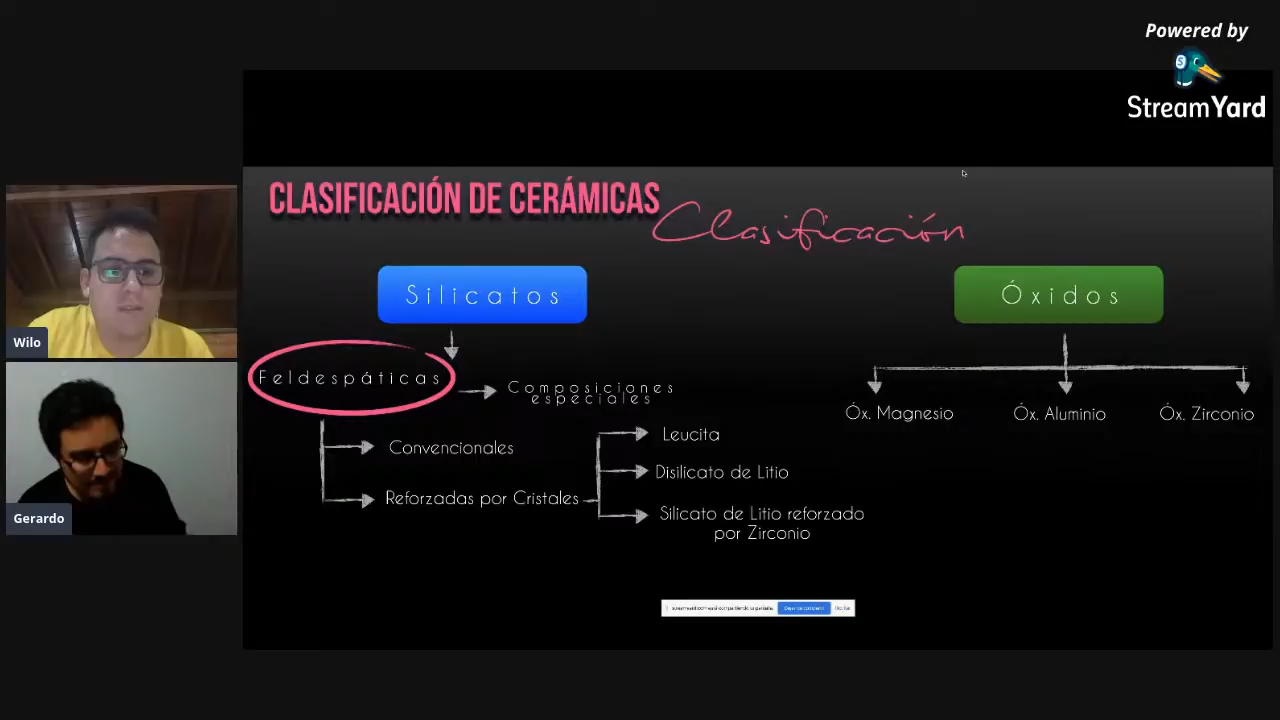 Powered by
StreamYard
CLASIFICACIÓN DE CERÁMICAS
Clasificación
Silicatos
Óxidos
Feldespáticas
Composiciones
especiales
Óx. Magnesio
Óx. Aluminio
Óx. Zirconio
Convencionales
Leucita
Disilicato de Litio
Reforzadas por Cristales
Silicato de Litio reforzado
por Zirconio
Wilo
Gerardo